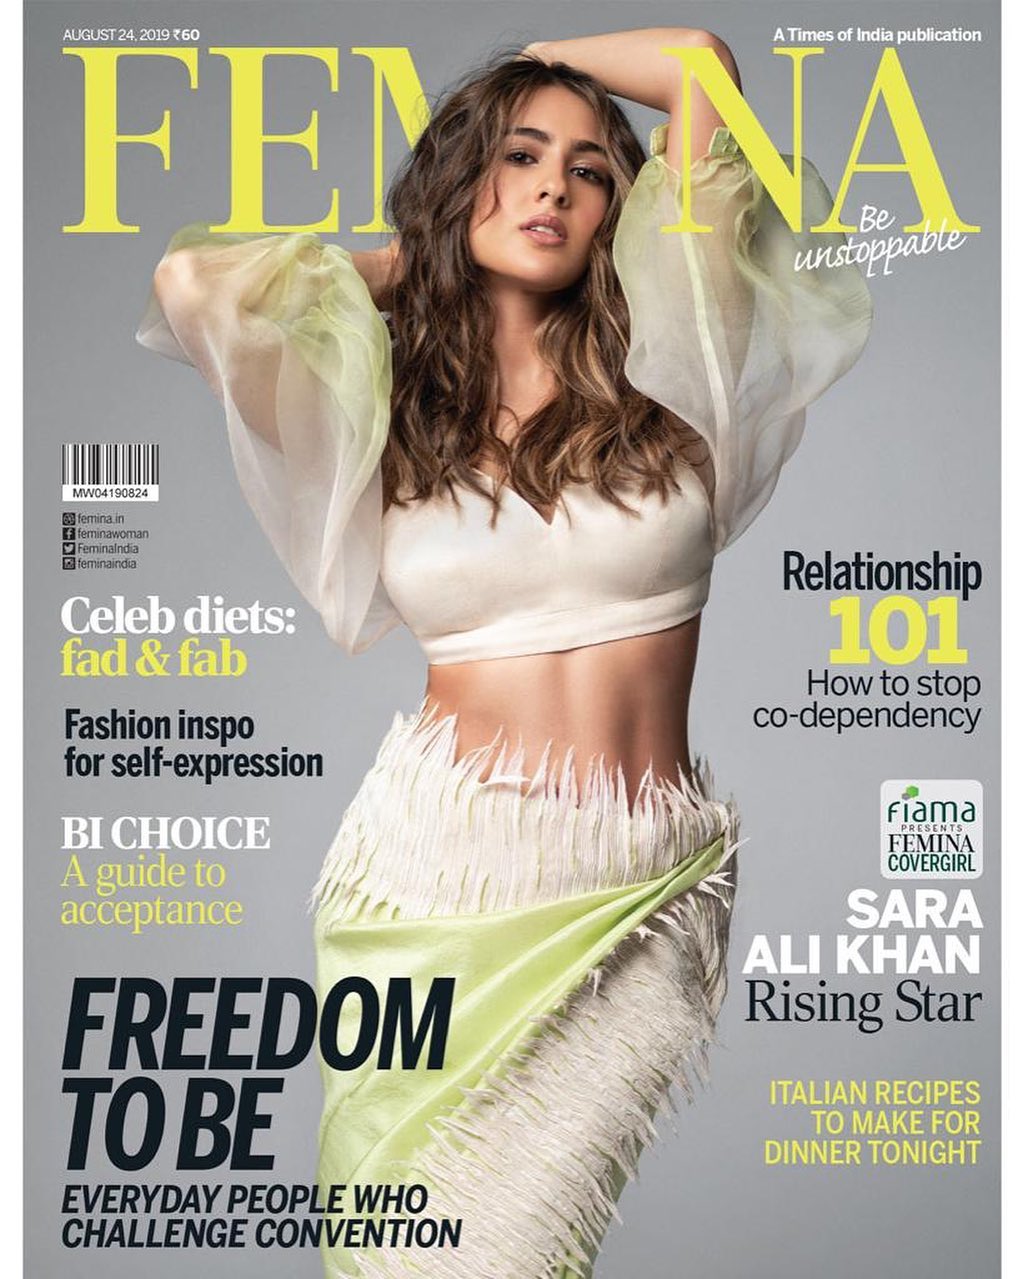 AUGUST 24, 2019 ₹60
A Times of India publication
FEMINA
Be
unstoppable
MW04190824
femina.in
feminawoman
FeminaIndia
feminaindia
Celeb diets:
fad & fab
Fashion inspo
for self-expression
BI CHOICE
A guide to
acceptance
FREEDOM
TO BE
EVERYDAY PEOPLE WHO
CHALLENGE CONVENTION
Relationship
101
How to stop
co-dependency
fiama
PRESENTS
FEMINA
COVERGIRL
SARA
ALI KHAN
Rising Star
ITALIAN RECIPES
TO MAKE FOR
DINNER TONIGHT